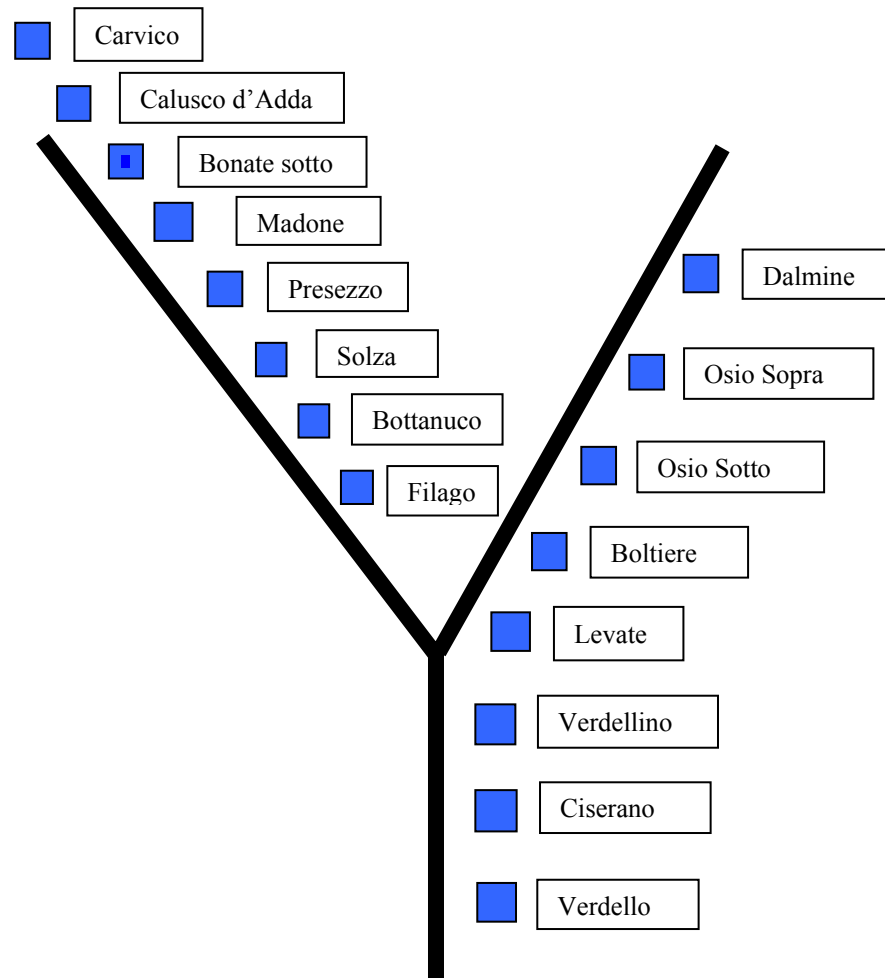 Carvico
Calusco d’Adda
Bonate sotto
Madone
Presezzo
Solza
Bottanuco
Filago
Dalmine
Osio Sopra
Osio Sotto
Boltiere
Levate
Verdellino
Ciserano
Verdello